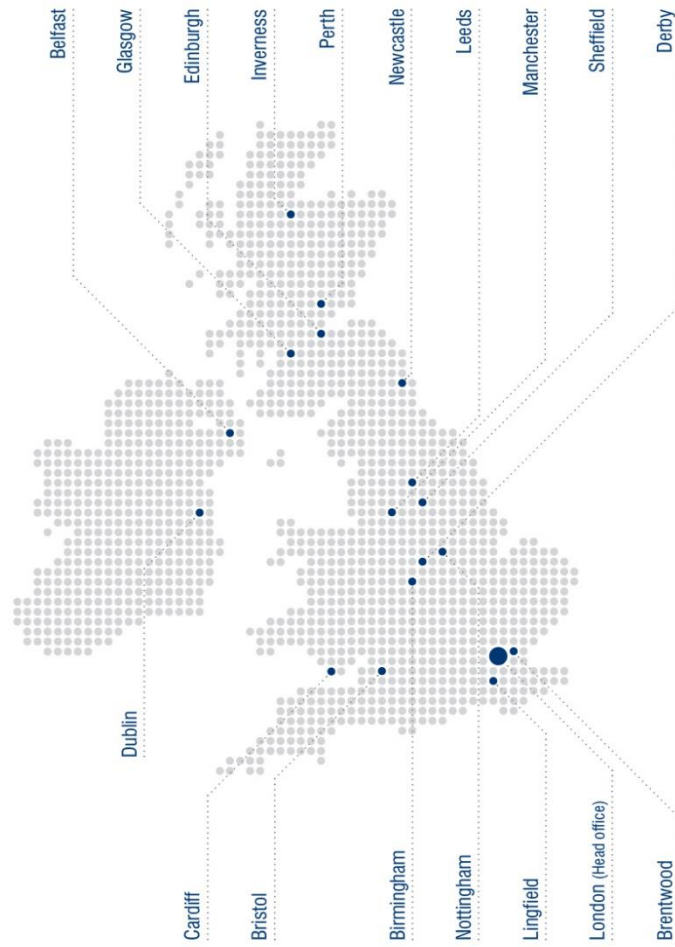 Belfast
Glasgow
Edinburgh
Inverness
Perth
Newcastle
Leeds
Manchester
Sheffield
Derby
Dublin
Cardiff
Bristol
Birmingham
Nottingham
Lingfield
London (Head office)
Brentwood